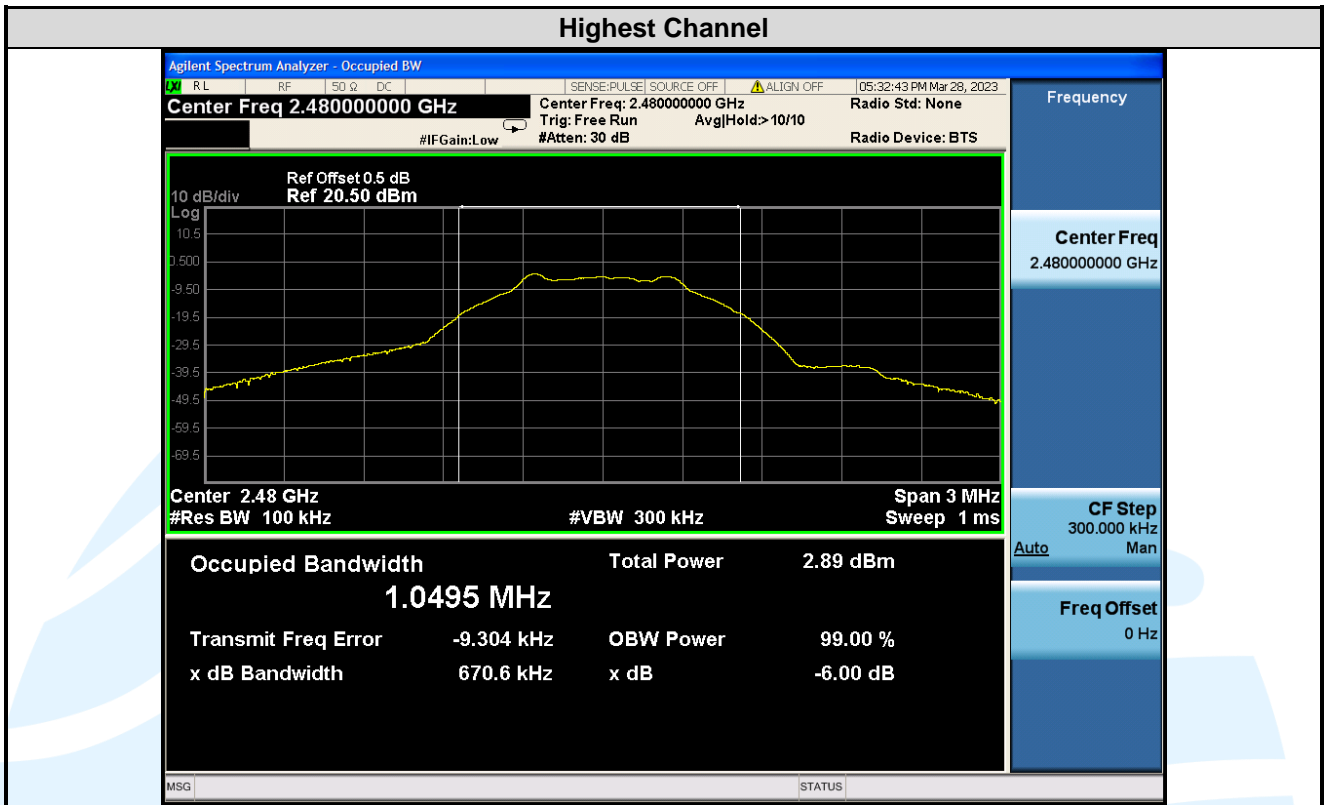 Highest Channel
Agilent Spectrum Analyzer - Occupied BW
LXI RL RF 50 Ω DC SENSE:PULSE SOURCE OFF ALIGN OFF 05:32:43 PM Mar 28, 2023
Center Freq 2.480000000 GHz
Center Freq: 2.480000000 GHz Radio Std: None
Trig: Free Run Avg|Hold:>10/10
#IFGain:Low #Atten: 30 dB Radio Device: BTS
Frequency
Ref Offset 0.5 dB
10 dB/div Ref 20.50 dBm
Log
10.5
0.500
-9.50
-19.5
-29.5
-39.5
-49.5
-59.5
-69.5
Center Freq
2.480000000 GHz
Center 2.48 GHz Span 3 MHz
#Res BW 100 kHz #VBW 300 kHz Sweep 1 ms
CF Step
300.000 kHz
Auto Man
Occupied Bandwidth Total Power 2.89 dBm
1.0495 MHz
Transmit Freq Error -9.304 kHz OBW Power 99.00 %
x dB Bandwidth 670.6 kHz x dB -6.00 dB
Freq Offset
0 Hz
MSG STATUS